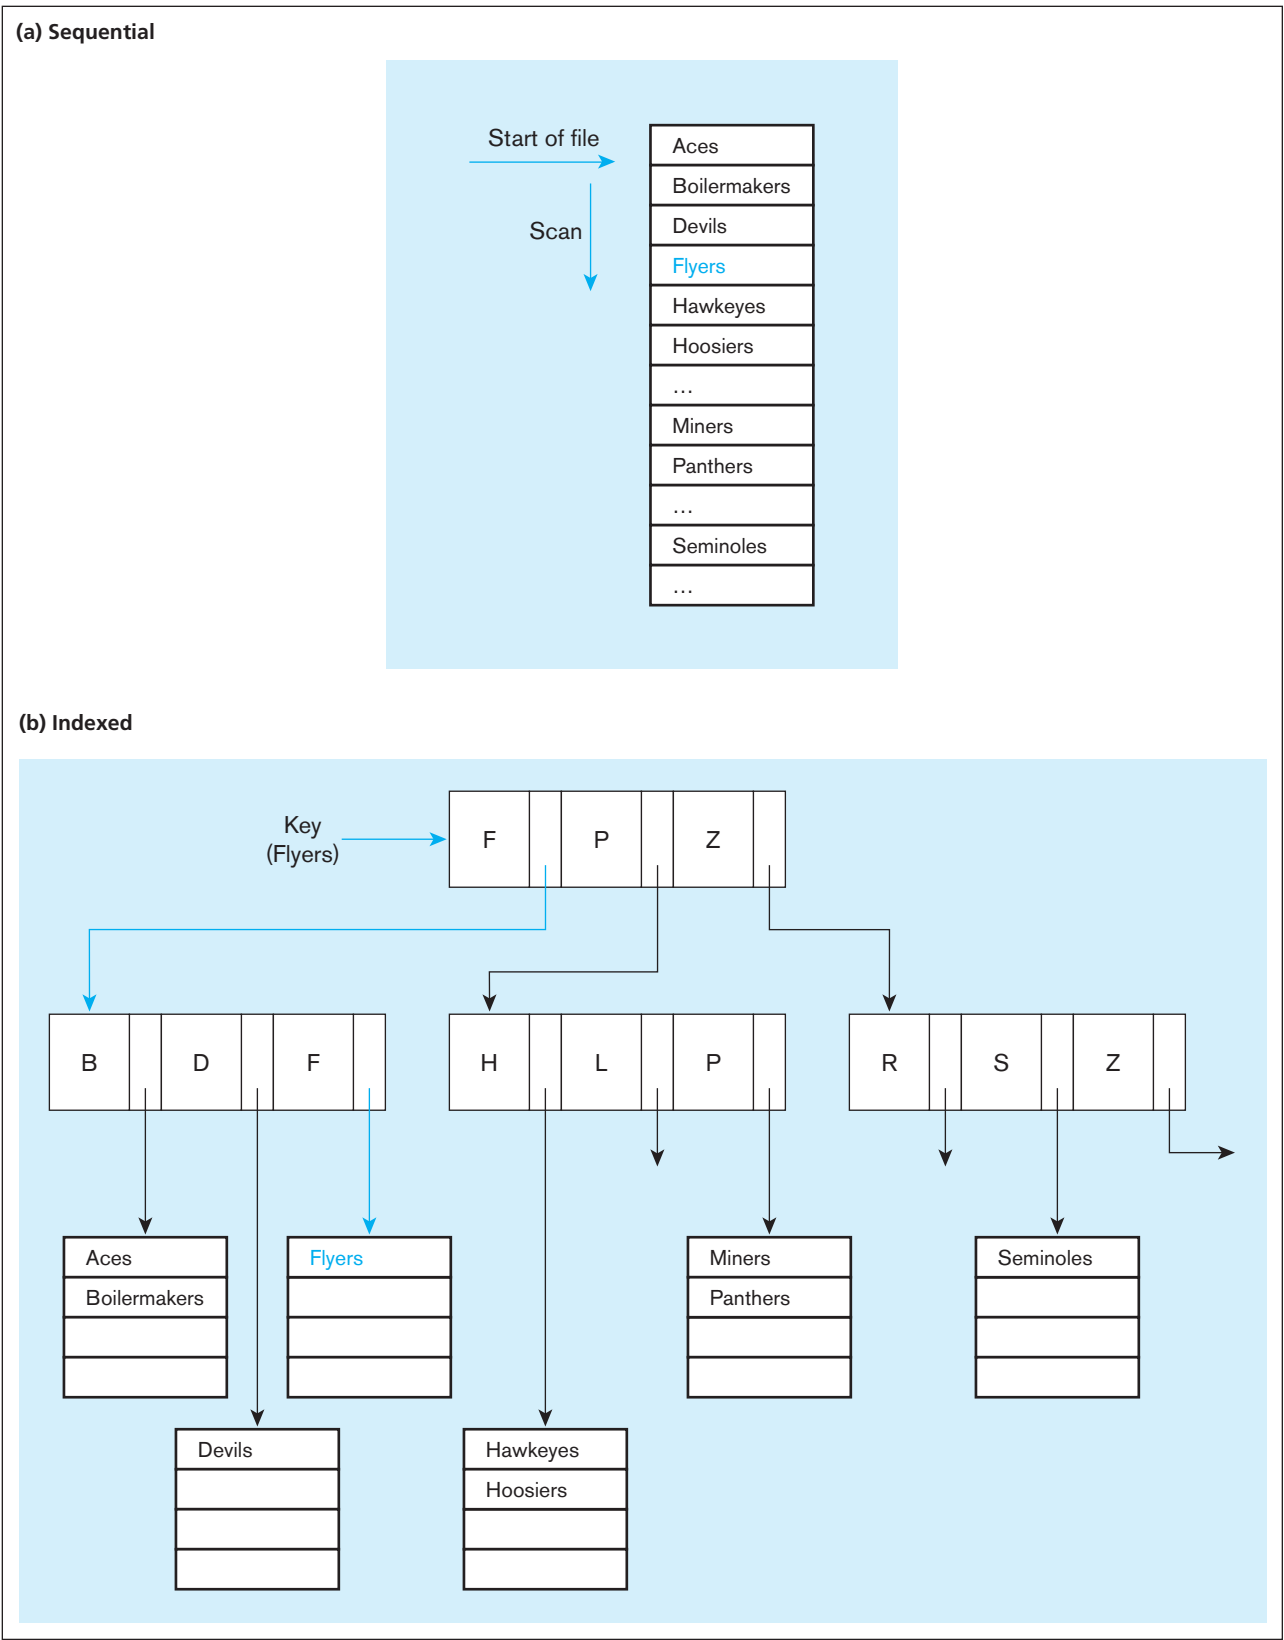 (a) Sequential
Start of file
Scan
Aces
Boilermakers
Devils
Flyers
Hawkeyes
Hoosiers
…
Miners
Panthers
…
Seminoles
…
(b) Indexed
Key
(Flyers)
F P Z
B D F
H L P
R S Z
Aces
Boilermakers
Flyers
Miners
Panthers
Seminoles
Devils
Hawkeyes
Hoosiers